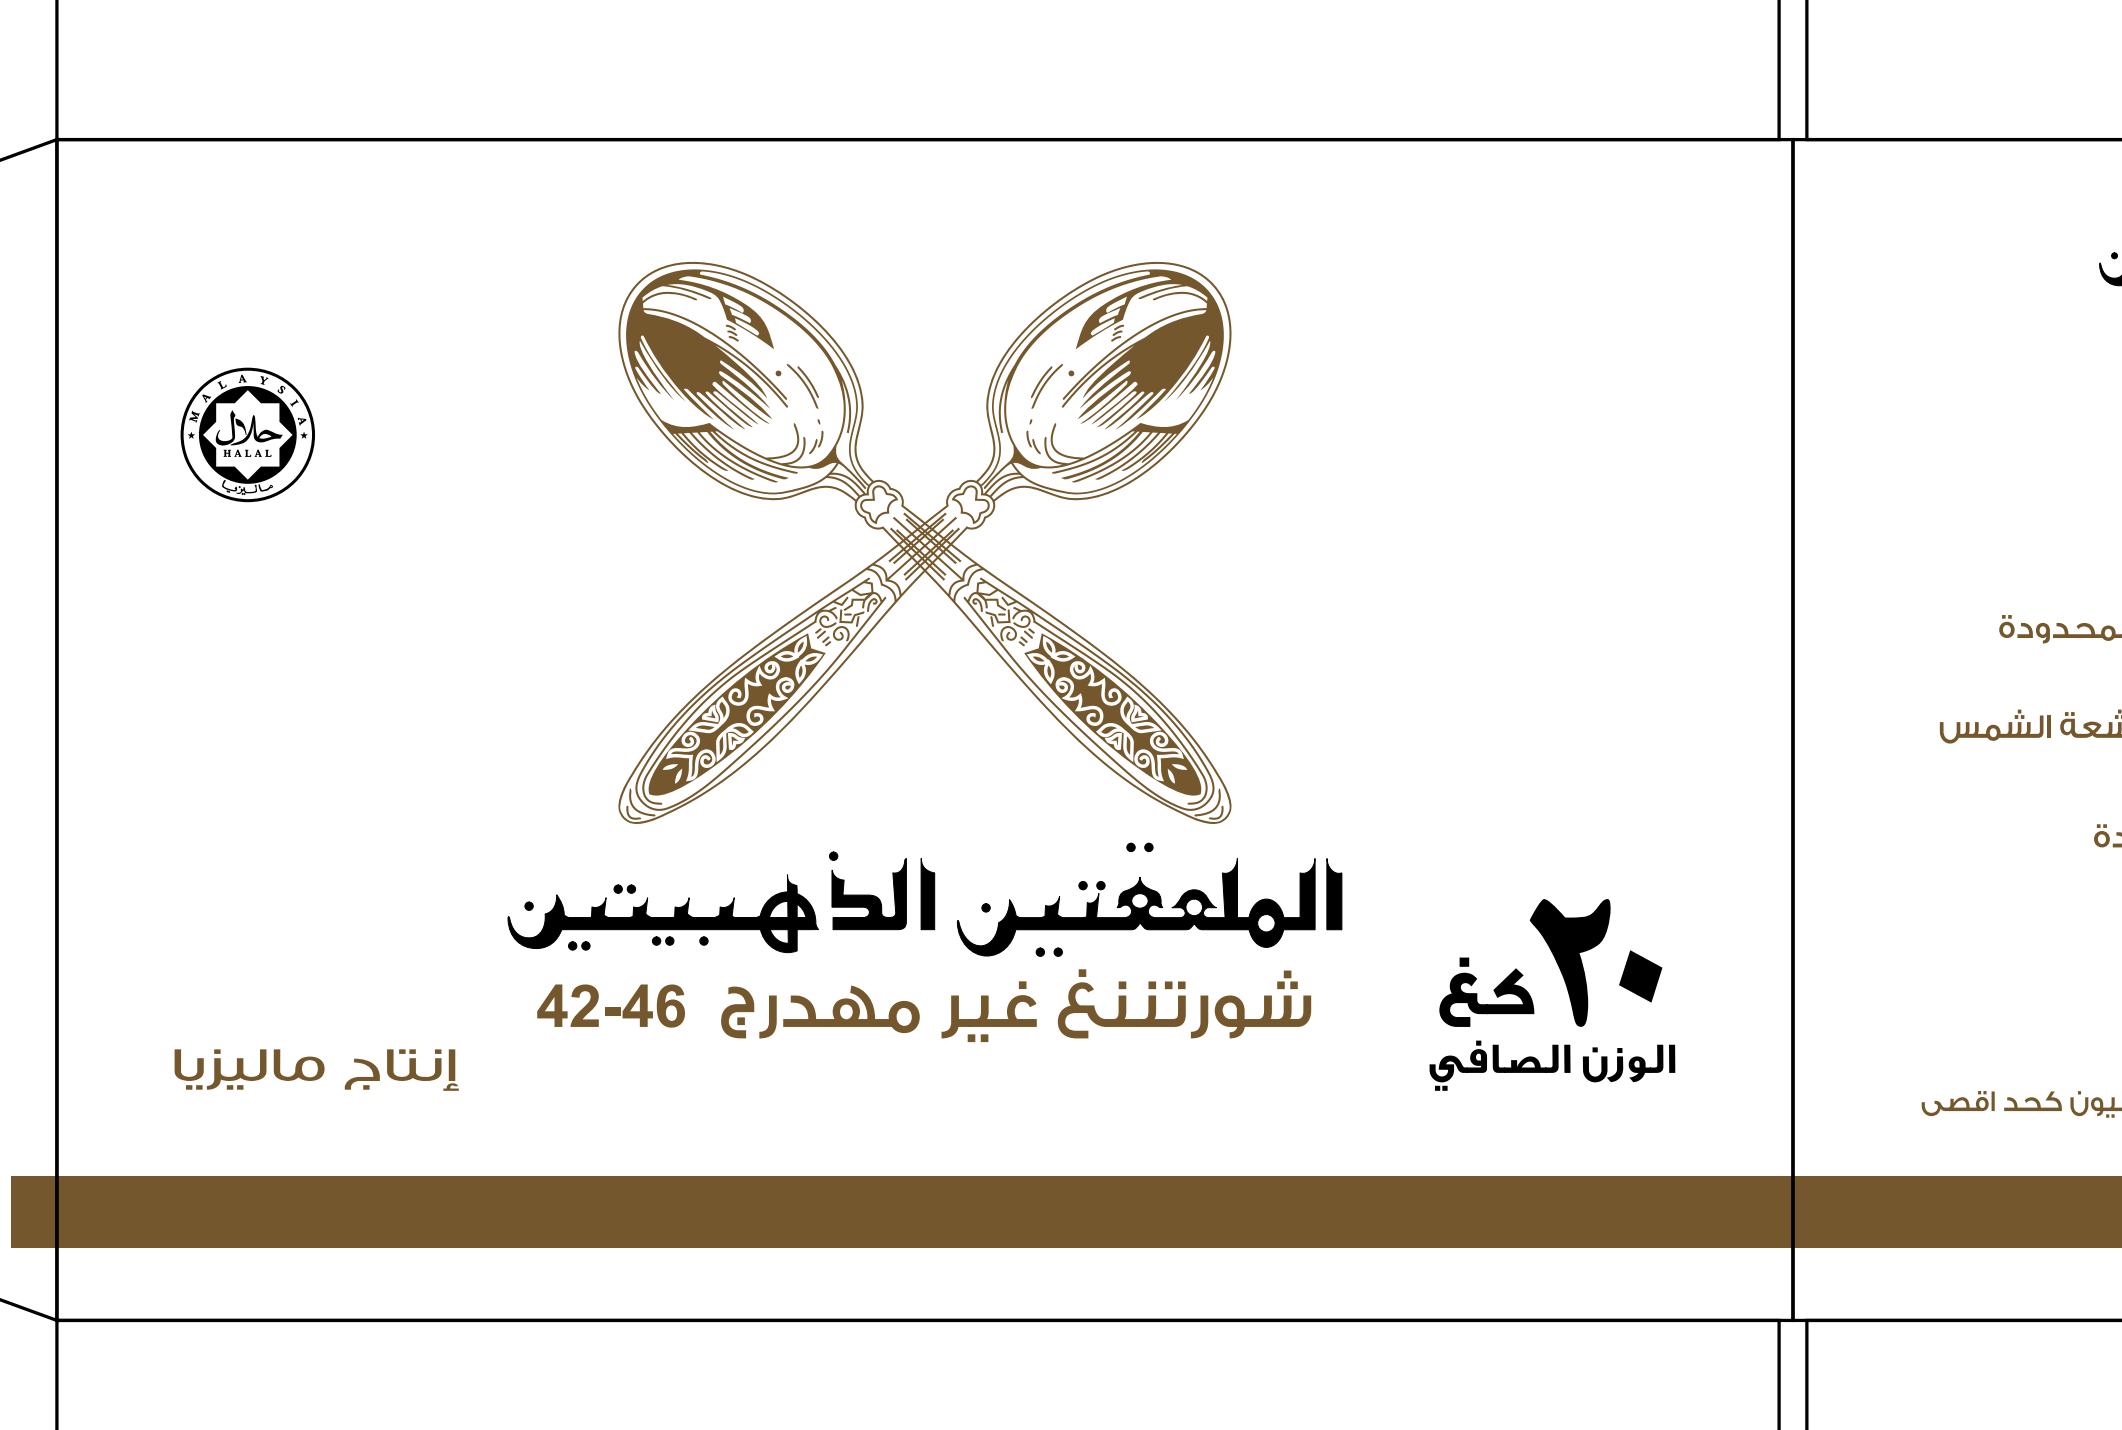 MALAYSIA
حلال
HALAL
ماليزيا
الملعقتين الذهبيتين
شورتننغ غير مهدرج 42-46
٢٠ كغ
الوزن الصافي
إنتاج ماليزيا
محدودة
شعة الشمس
كحد اقصى